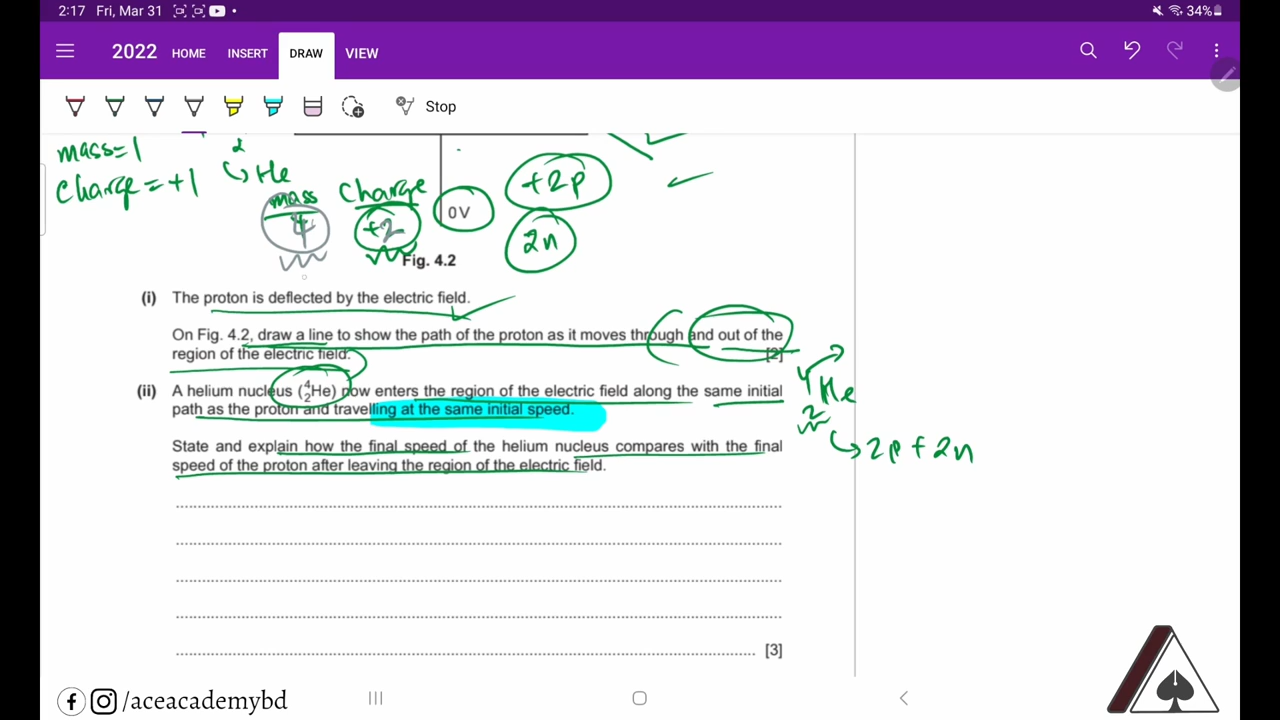 2:17 Fri, Mar 31
34%
2022 HOME INSERT DRAW VIEW
Stop
mass=1
charge=+1
2
He
mass
4
Charge
+2
0V
+2p
2n
Fig. 4.2
(i) The proton is deflected by the electric field.
On Fig. 4.2, draw a line to show the path of the proton as it moves through and out of the
region of the electric field. [2]
(ii) A helium nucleus (⁴₂He) now enters the region of the electric field along the same initial
path as the proton and travelling at the same initial speed.
⁴₂He
State and explain how the final speed of the helium nucleus compares with the final
speed of the proton after leaving the region of the electric field.
2p + 2n
[3]
/aceacademybd